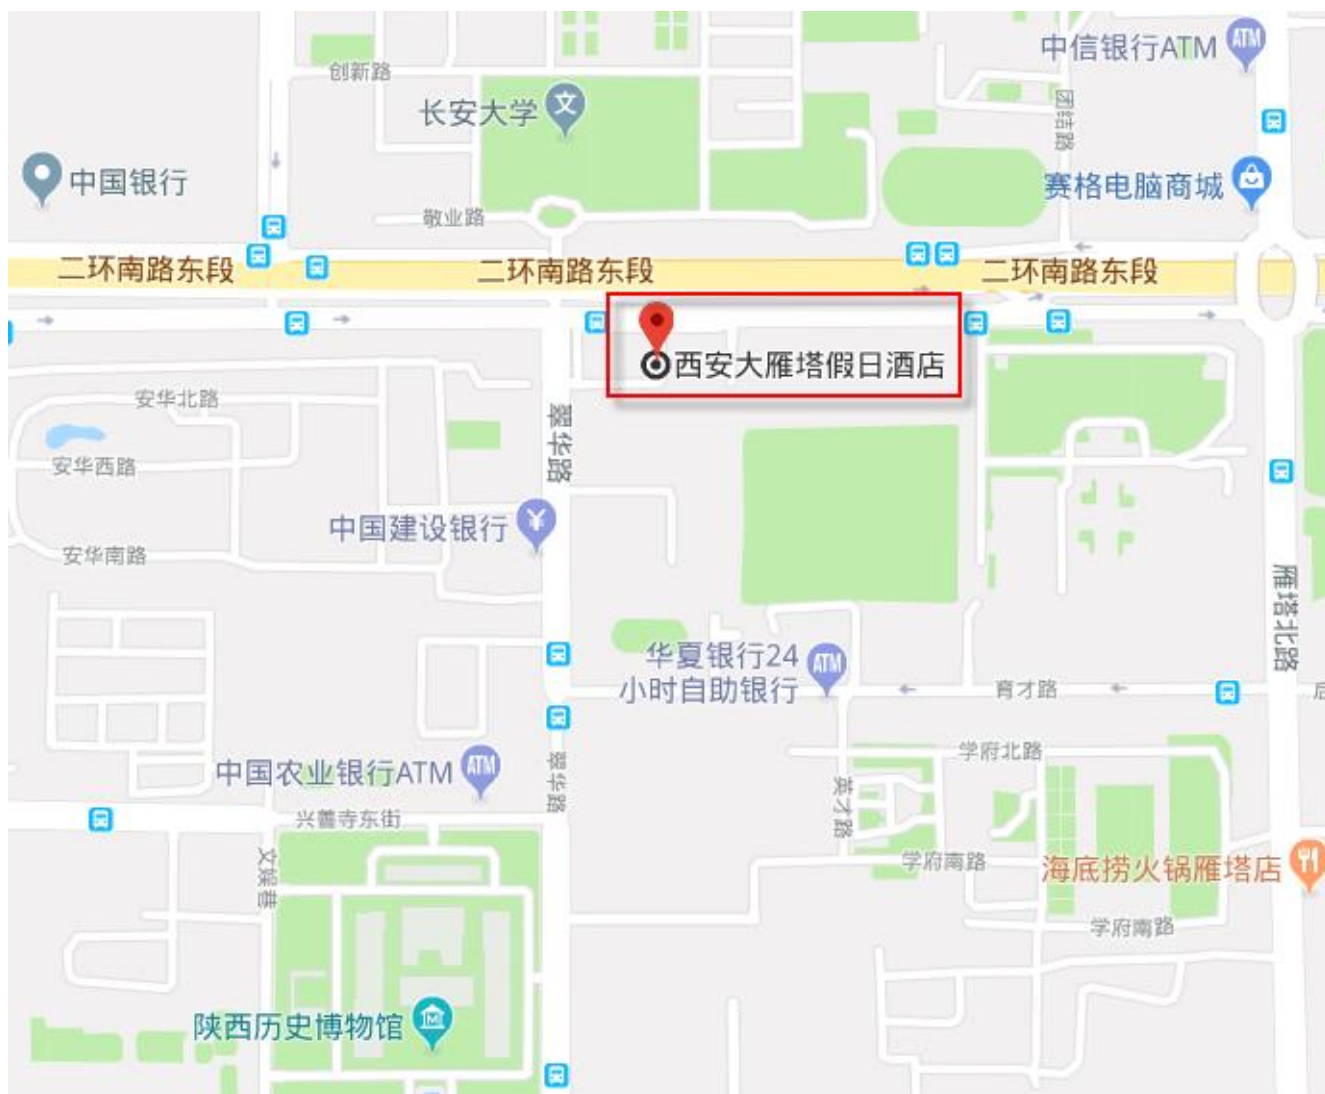 中信银行ATM
ATM
创新路
长安大学
文
团结路
中国银行
赛格电脑商城
敬业路
二环南路东段
二环南路东段
二环南路东段
西安大雁塔假日酒店
安华北路
翠华路
安华西路
中国建设银行
¥
安华南路
雁塔北路
华夏银行24
小时自助银行
ATM
育才路
后
学府北路
中国农业银行ATM
ATM
翠华路
英才路
兴善寺东街
文娱巷
学府南路
海底捞火锅雁塔店
学府南路
陕西历史博物馆